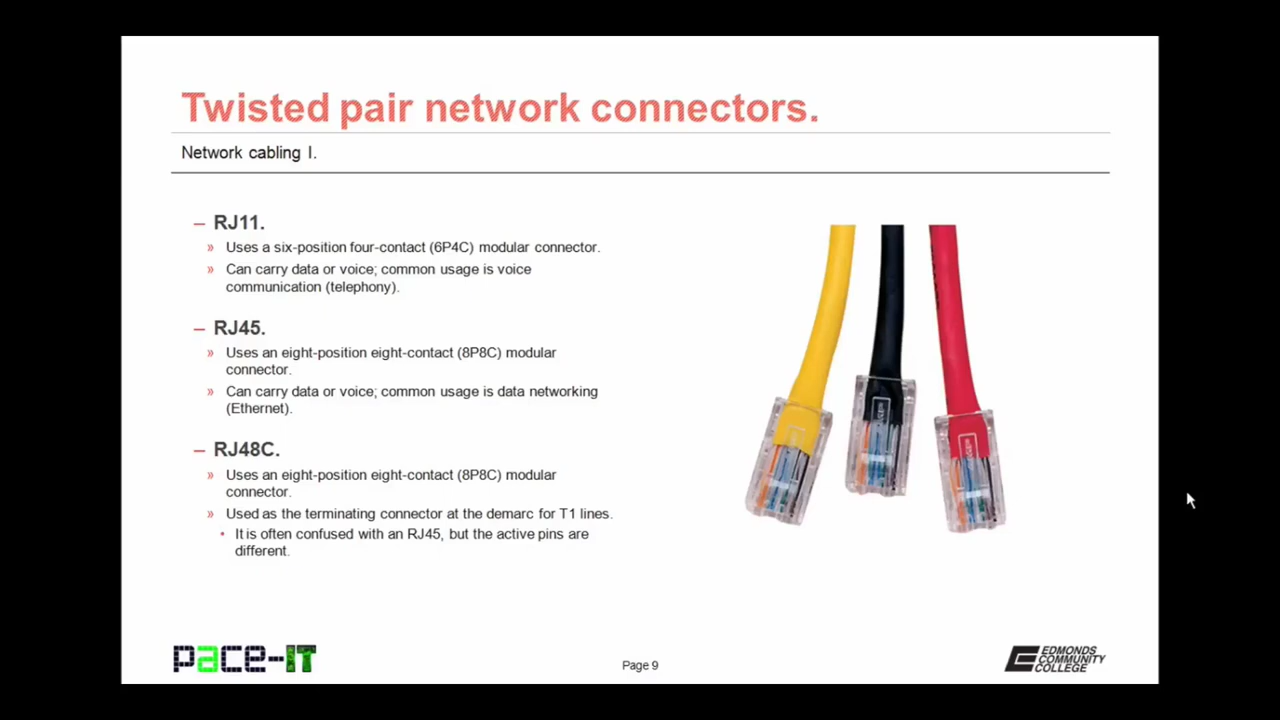 Twisted pair network connectors.
Network cabling I.
– RJ11.
» Uses a six-position four-contact (6P4C) modular connector.
» Can carry data or voice; common usage is voice
communication (telephony).
– RJ45.
» Uses an eight-position eight-contact (8P8C) modular
connector.
» Can carry data or voice; common usage is data networking
(Ethernet).
– RJ48C.
» Uses an eight-position eight-contact (8P8C) modular
connector.
» Used as the terminating connector at the demarc for T1 lines.
• It is often confused with an RJ45, but the active pins are
different.
pace-IT
Page 9
EDMONDS
COMMUNITY
COLLEGE